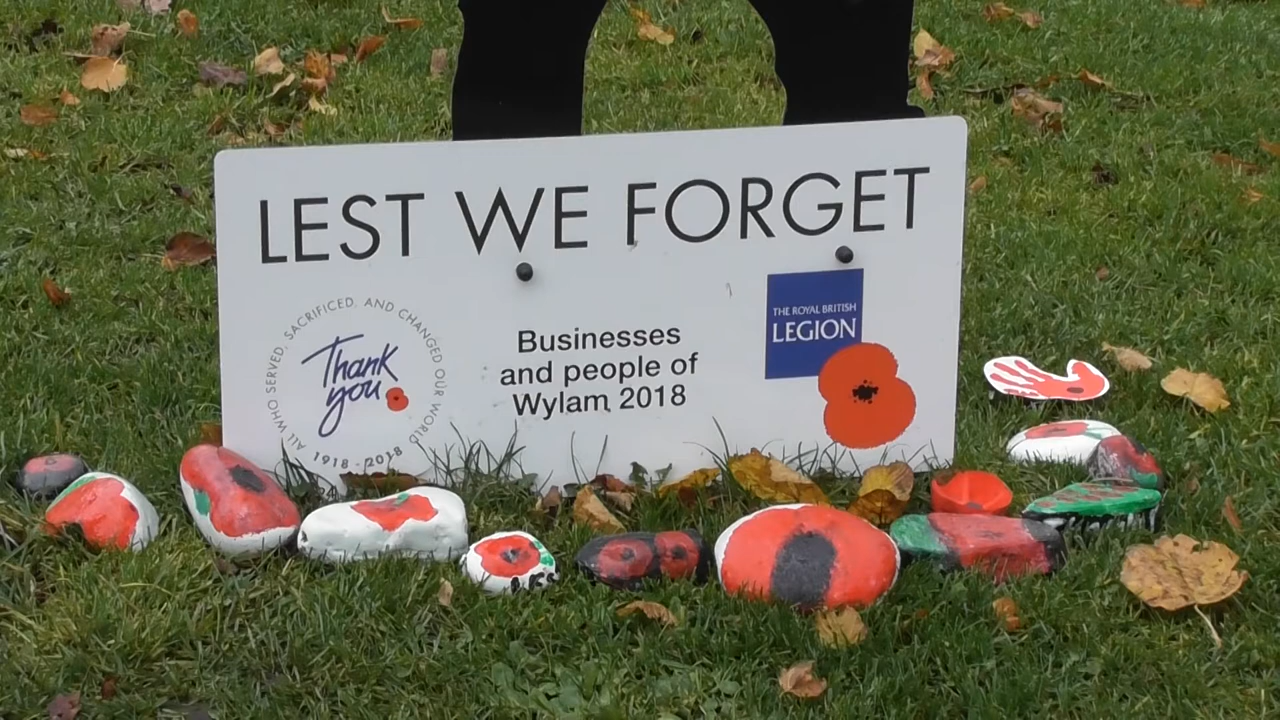 LEST WE FORGET
ALL WHO SERVED, SACRIFICED, AND CHANGED OUR WORLD
Thank
you
1918-2018
Businesses
and people of
Wylam 2018
THE ROYAL BRITISH
LEGION